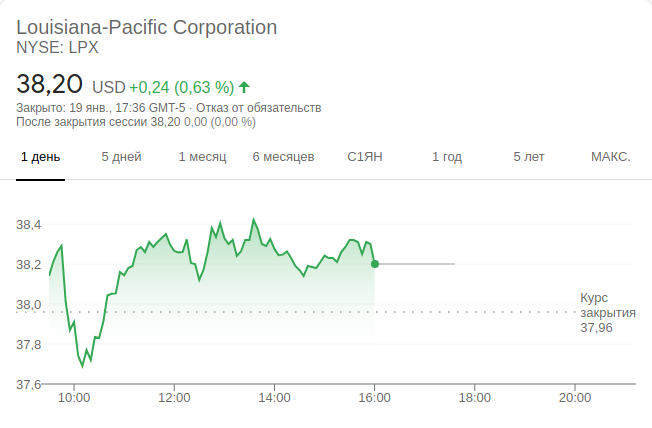 Louisiana-Pacific Corporation
NYSE: LPX
38,20 USD +0,24 (0,63 %)
Закрыто: 19 янв., 17:36 GMT-5 · Отказ от обязательств
После закрытия сессии 38,20 0,00 (0,00 %)
1 день 5 дней 1 месяц 6 месяцев С1ЯН 1 год 5 лет МАКС.
38,4
38,2
38,0
Курс
закрытия
37,96
37,8
37,6
10:00 12:00 14:00 16:00 18:00 20:00